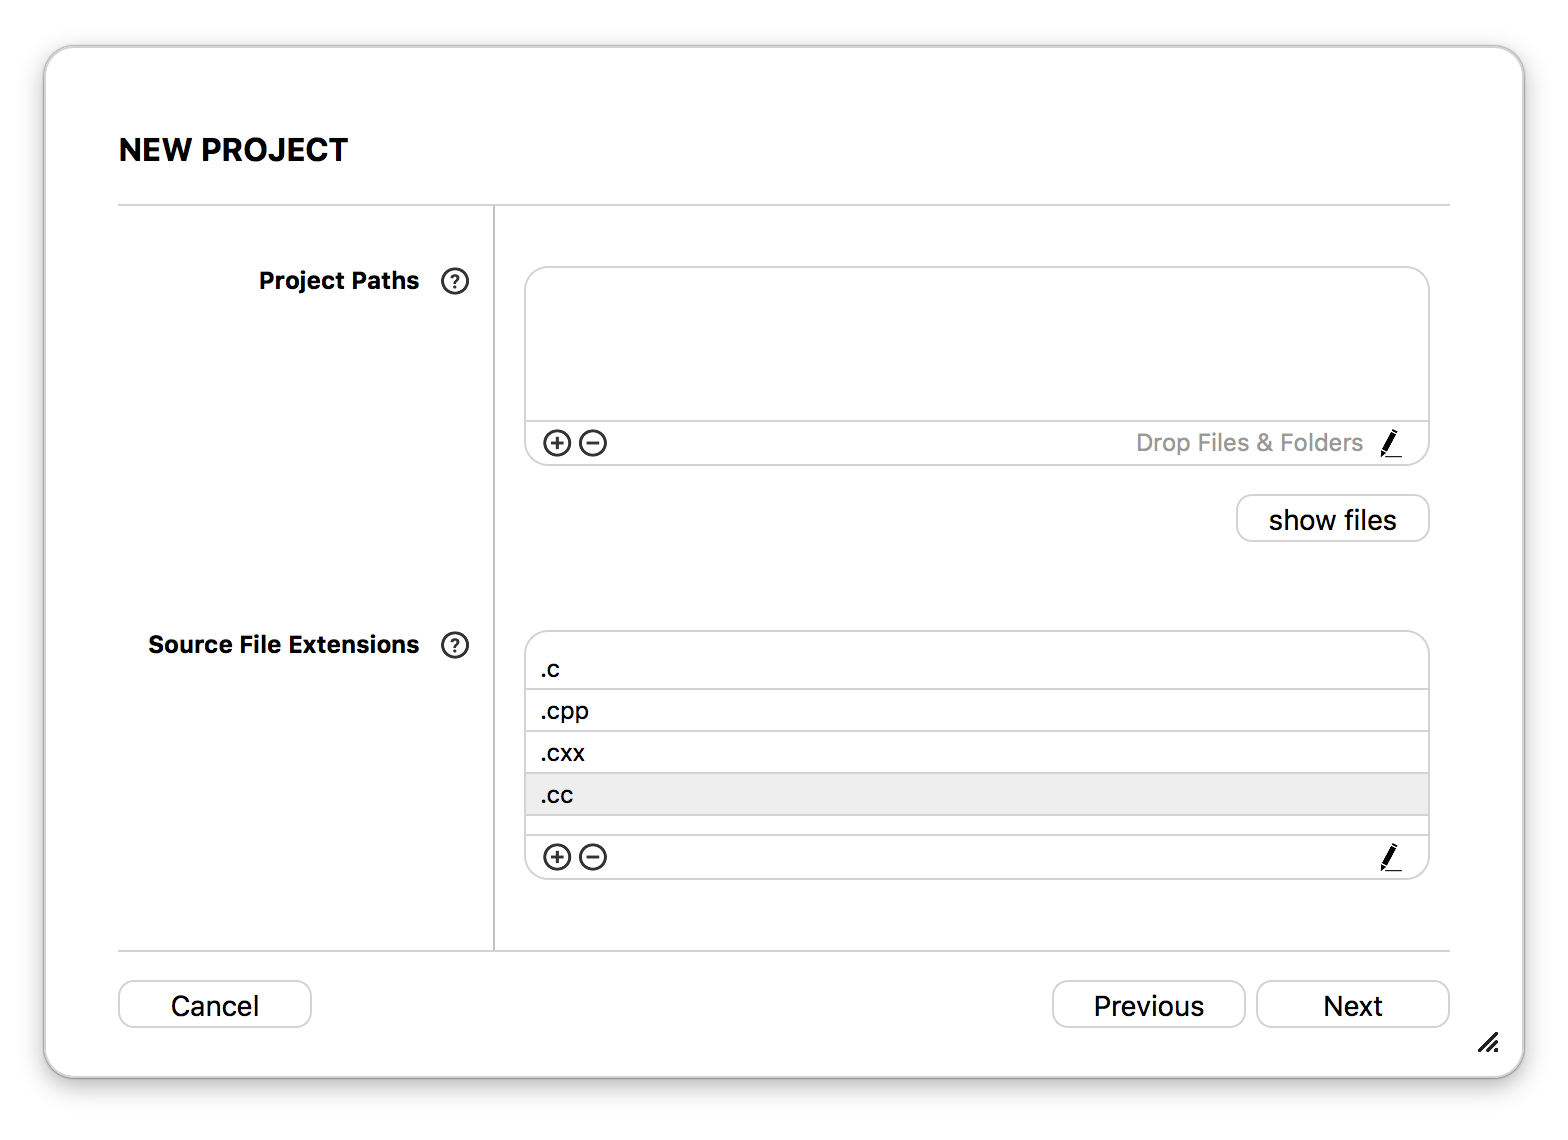 NEW PROJECT
Project Paths ?
Drop Files & Folders
show files
Source File Extensions ?
.c
.cpp
.cxx
.cc
Cancel
Previous
Next